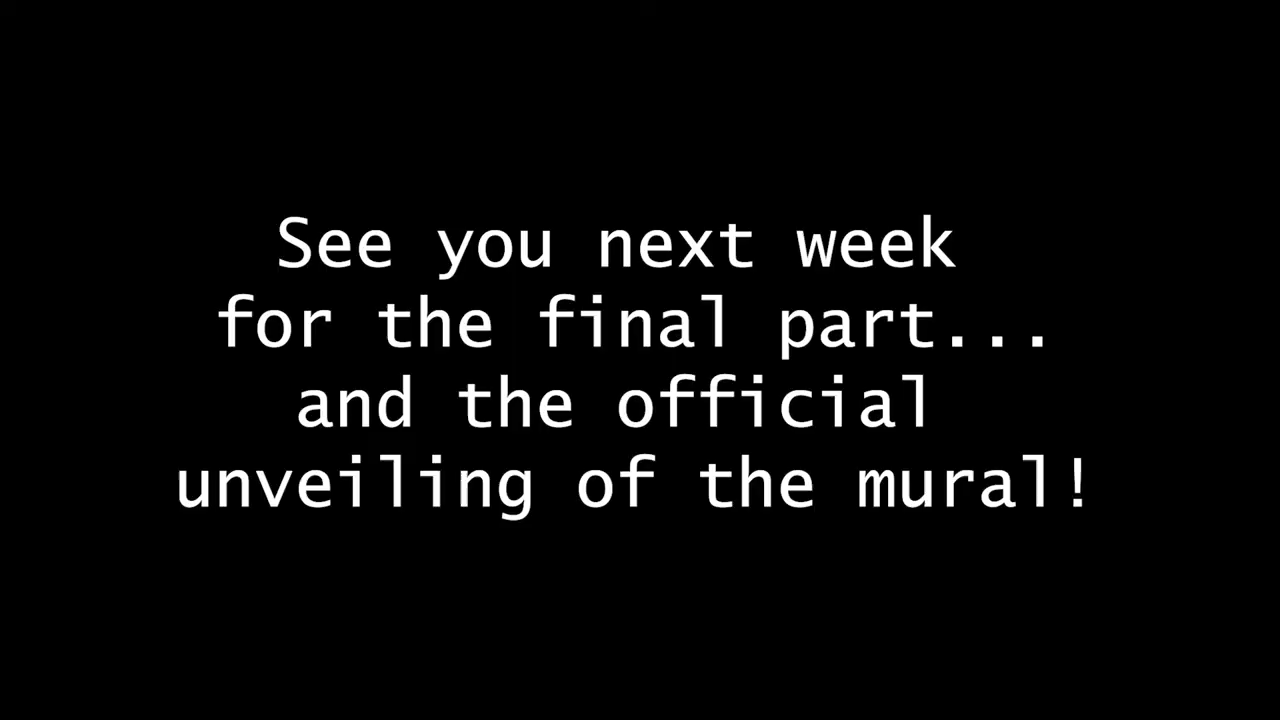 See you next week
for the final part...
and the official
unveiling of the mural!